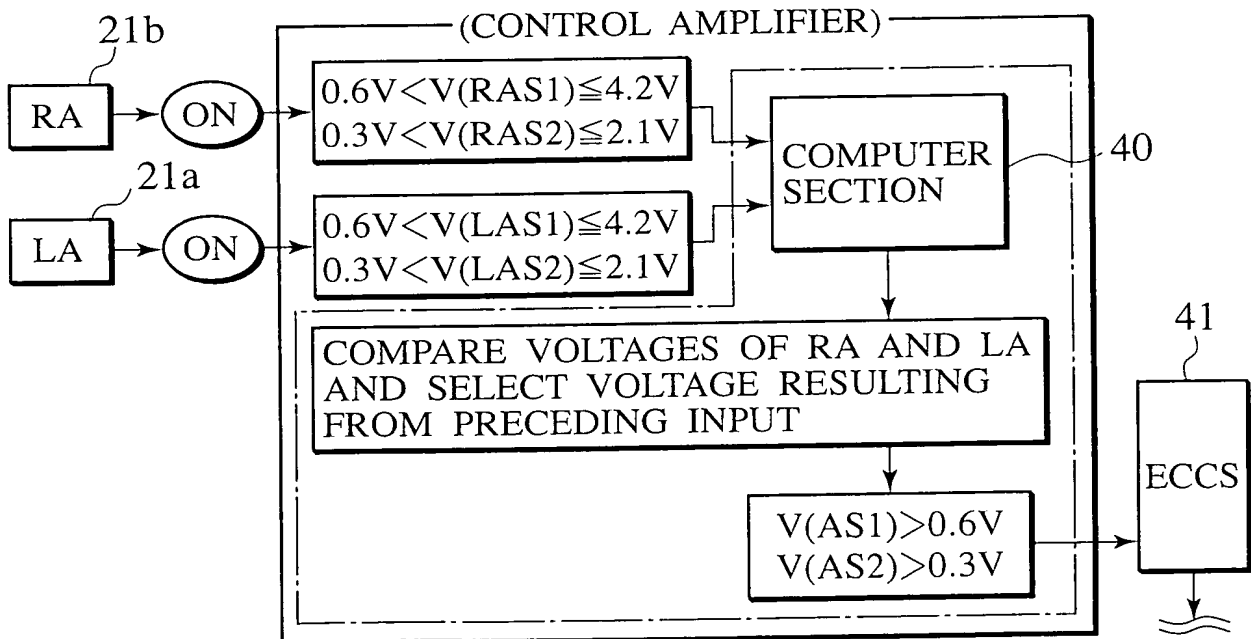 (CONTROL AMPLIFIER)
21b
RA
ON
0.6V<V(RAS1)≦4.2V
0.3V<V(RAS2)≦2.1V
21a
LA
ON
0.6V<V(LAS1)≦4.2V
0.3V<V(LAS2)≦2.1V
COMPUTER
SECTION
40
COMPARE VOLTAGES OF RA AND LA
AND SELECT VOLTAGE RESULTING
FROM PRECEDING INPUT
V(AS1)>0.6V
V(AS2)>0.3V
41
ECCS